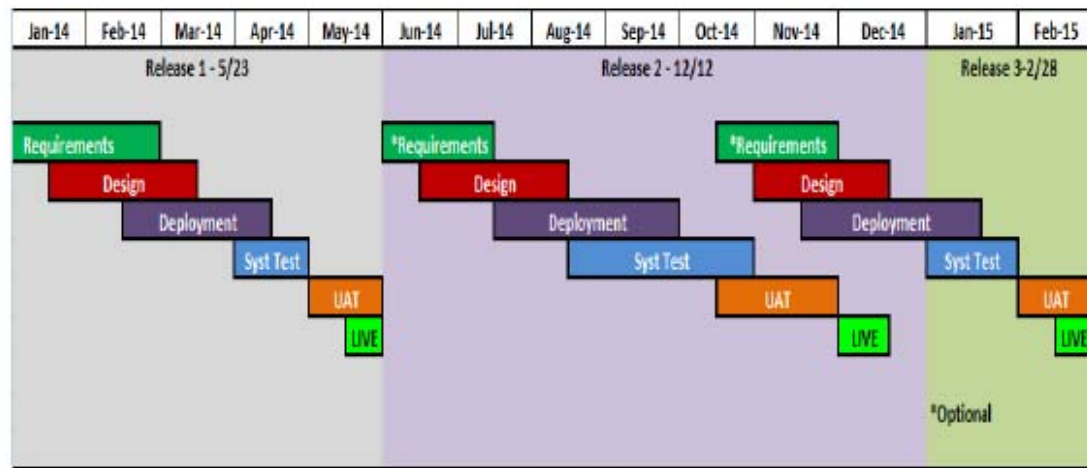 Jan-14 Feb-14 Mar-14 Apr-14 May-14 Jun-14 Jul-14 Aug-14 Sep-14 Oct-14 Nov-14 Dec-14 Jan-15 Feb-15
Release 1 - 5/23 Release 2 - 12/12 Release 3-2/28
Requirements *Requirements *Requirements
Design Design Design
Deployment Deployment Deployment
Syst Test Syst Test Syst Test
UAT UAT UAT
LIVE LIVE LIVE
*Optional